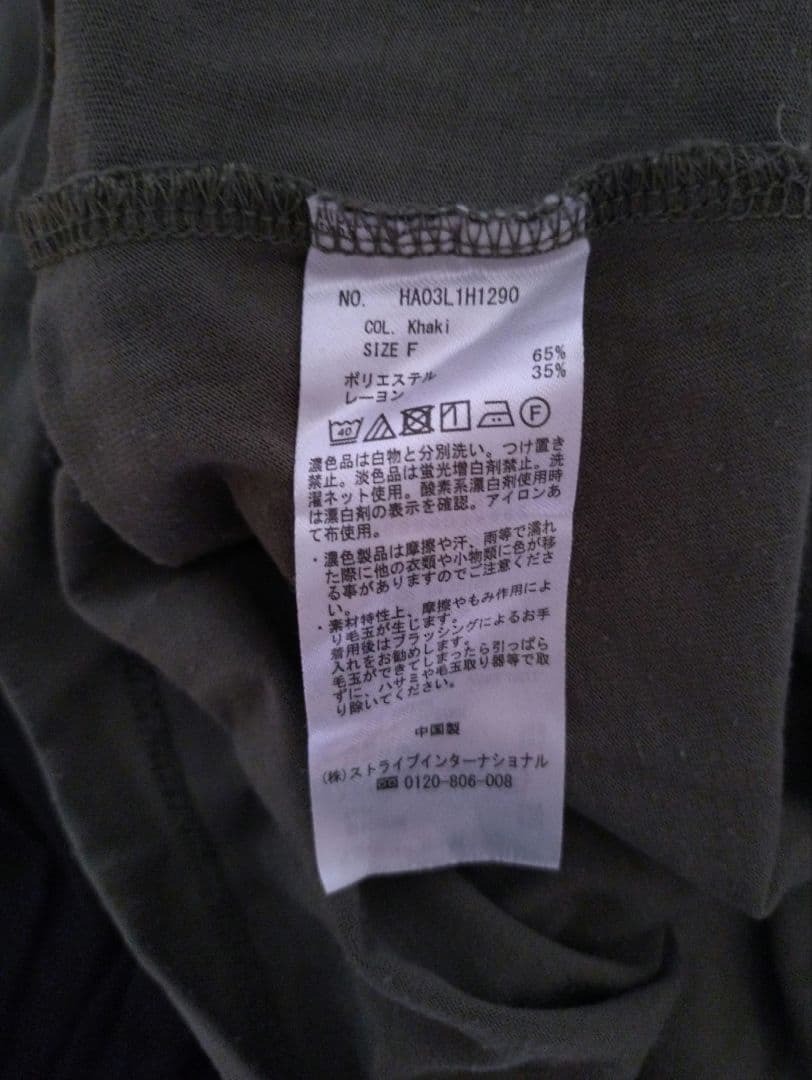 NO. HA03L1H1290
COL. Khaki
SIZE F
ポリエステル 65%
レーヨン 35%
40 F
濃色品は白物と分別洗い。つけ置き
禁止。淡色品は蛍光増白剤禁止。洗
濯ネット使用。酸素系漂白剤使用時
は漂白剤の表示を確認。アイロンあ
て布使用。
・濃色製品は摩擦や汗、雨等で濡れ
た際に他の衣類や小物類に色が移
る事がありますのでご注意くださ
い。
・素材特性上、摩擦やもみ作用によ
り毛玉が生じます。
着用後はブラッシングによるお手
入れをお勧めします。
毛玉ができてしまったら引っぱら
ずに、ハサミや毛玉取り器等で取
り除いてください。
中国製
(株)ストライプインターナショナル
0120-806-008